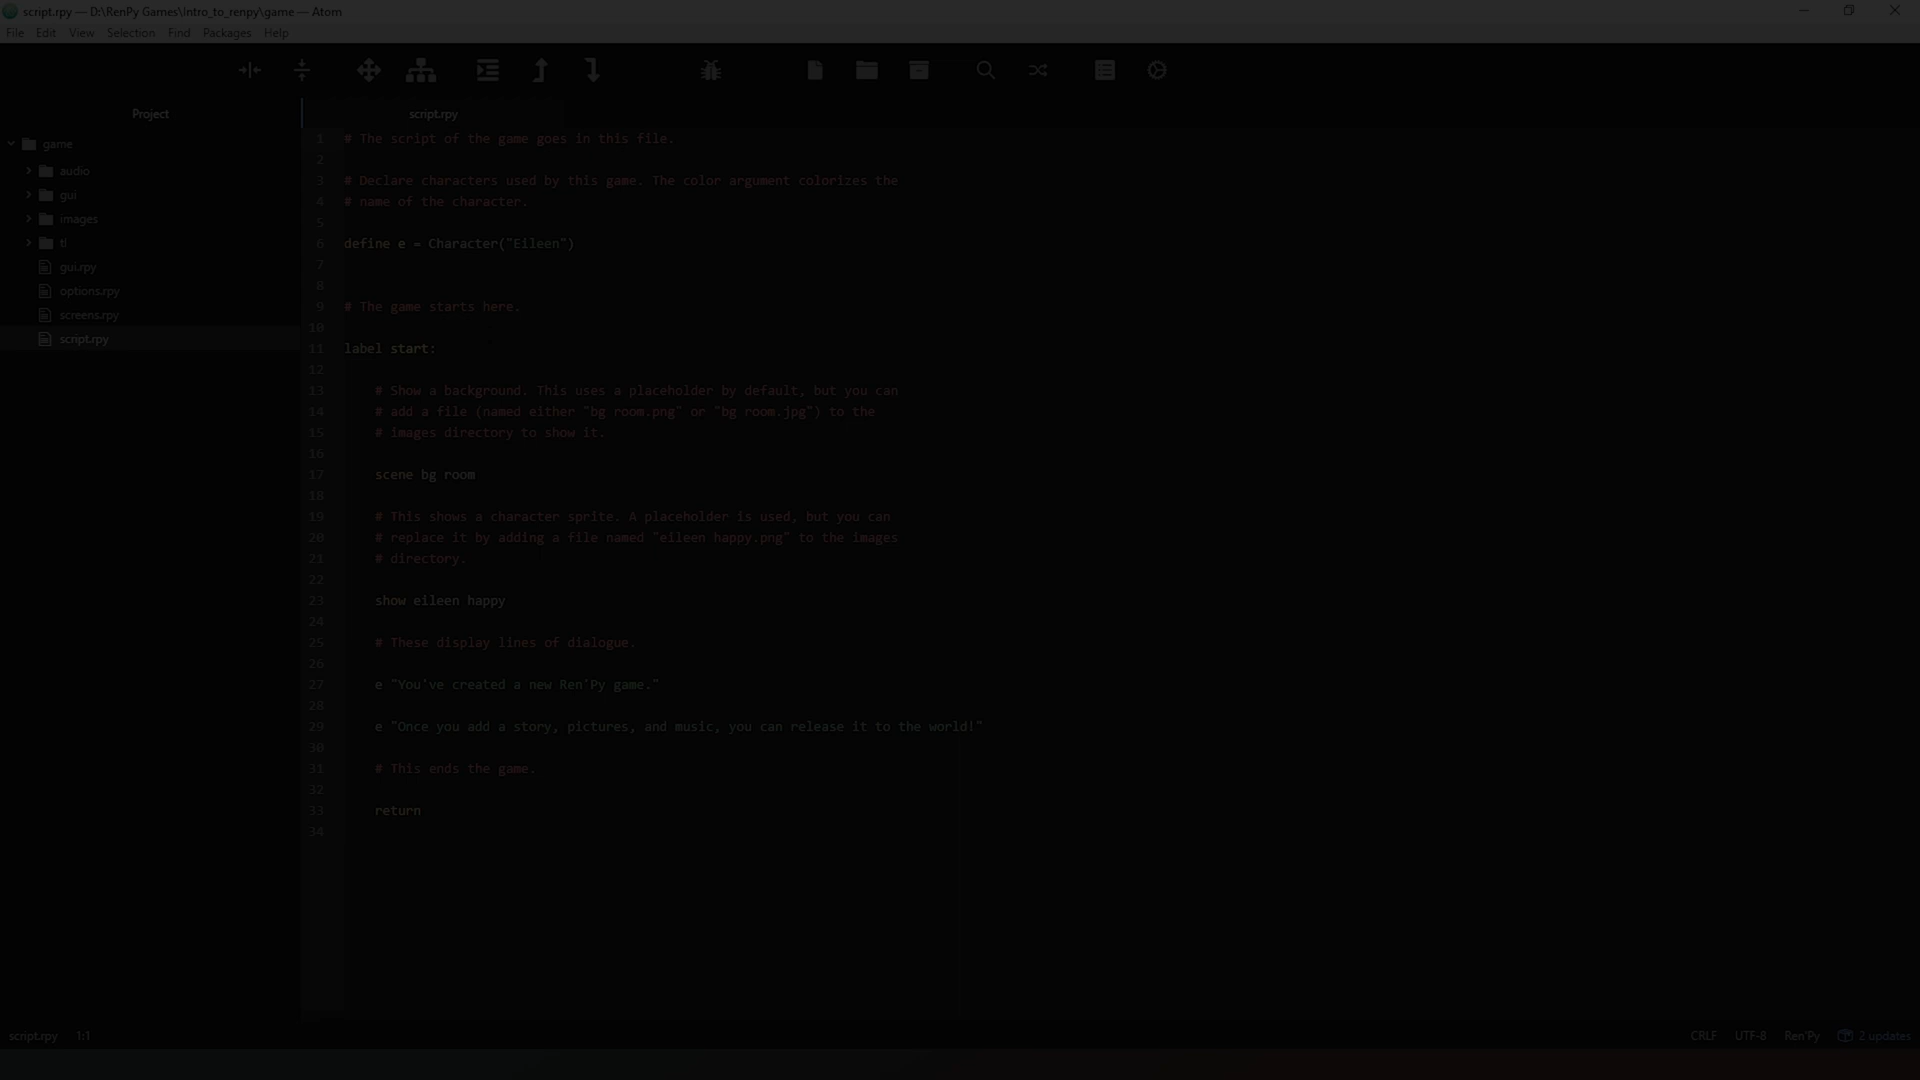 script.rpy — D:\RenPy Games\Intro_to_renpy\game — Atom
File Edit View Selection Find Packages Help
Project
script.rpy
game
audio
gui
images
tl
gui.rpy
options.rpy
screens.rpy
script.rpy
1 # The script of the game goes in this file.
2
3 # Declare characters used by this game. The color argument colorizes the
4 # name of the character.
5
6 define e = Character("Eileen")
7
8
9 # The game starts here.
10
11 label start:
12
13 # Show a background. This uses a placeholder by default, but you can
14 # add a file (named either "bg room.png" or "bg room.jpg") to the
15 # images directory to show it.
16
17 scene bg room
18
19 # This shows a character sprite. A placeholder is used, but you can
20 # replace it by adding a file named "eileen happy.png" to the images
21 # directory.
22
23 show eileen happy
24
25 # These display lines of dialogue.
26
27 e "You've created a new Ren'Py game."
28
29 e "Once you add a story, pictures, and music, you can release it to the world!"
30
31 # This ends the game.
32
33 return
34
script.rpy 1:1 CRLF UTF-8 Ren'Py 2 updates